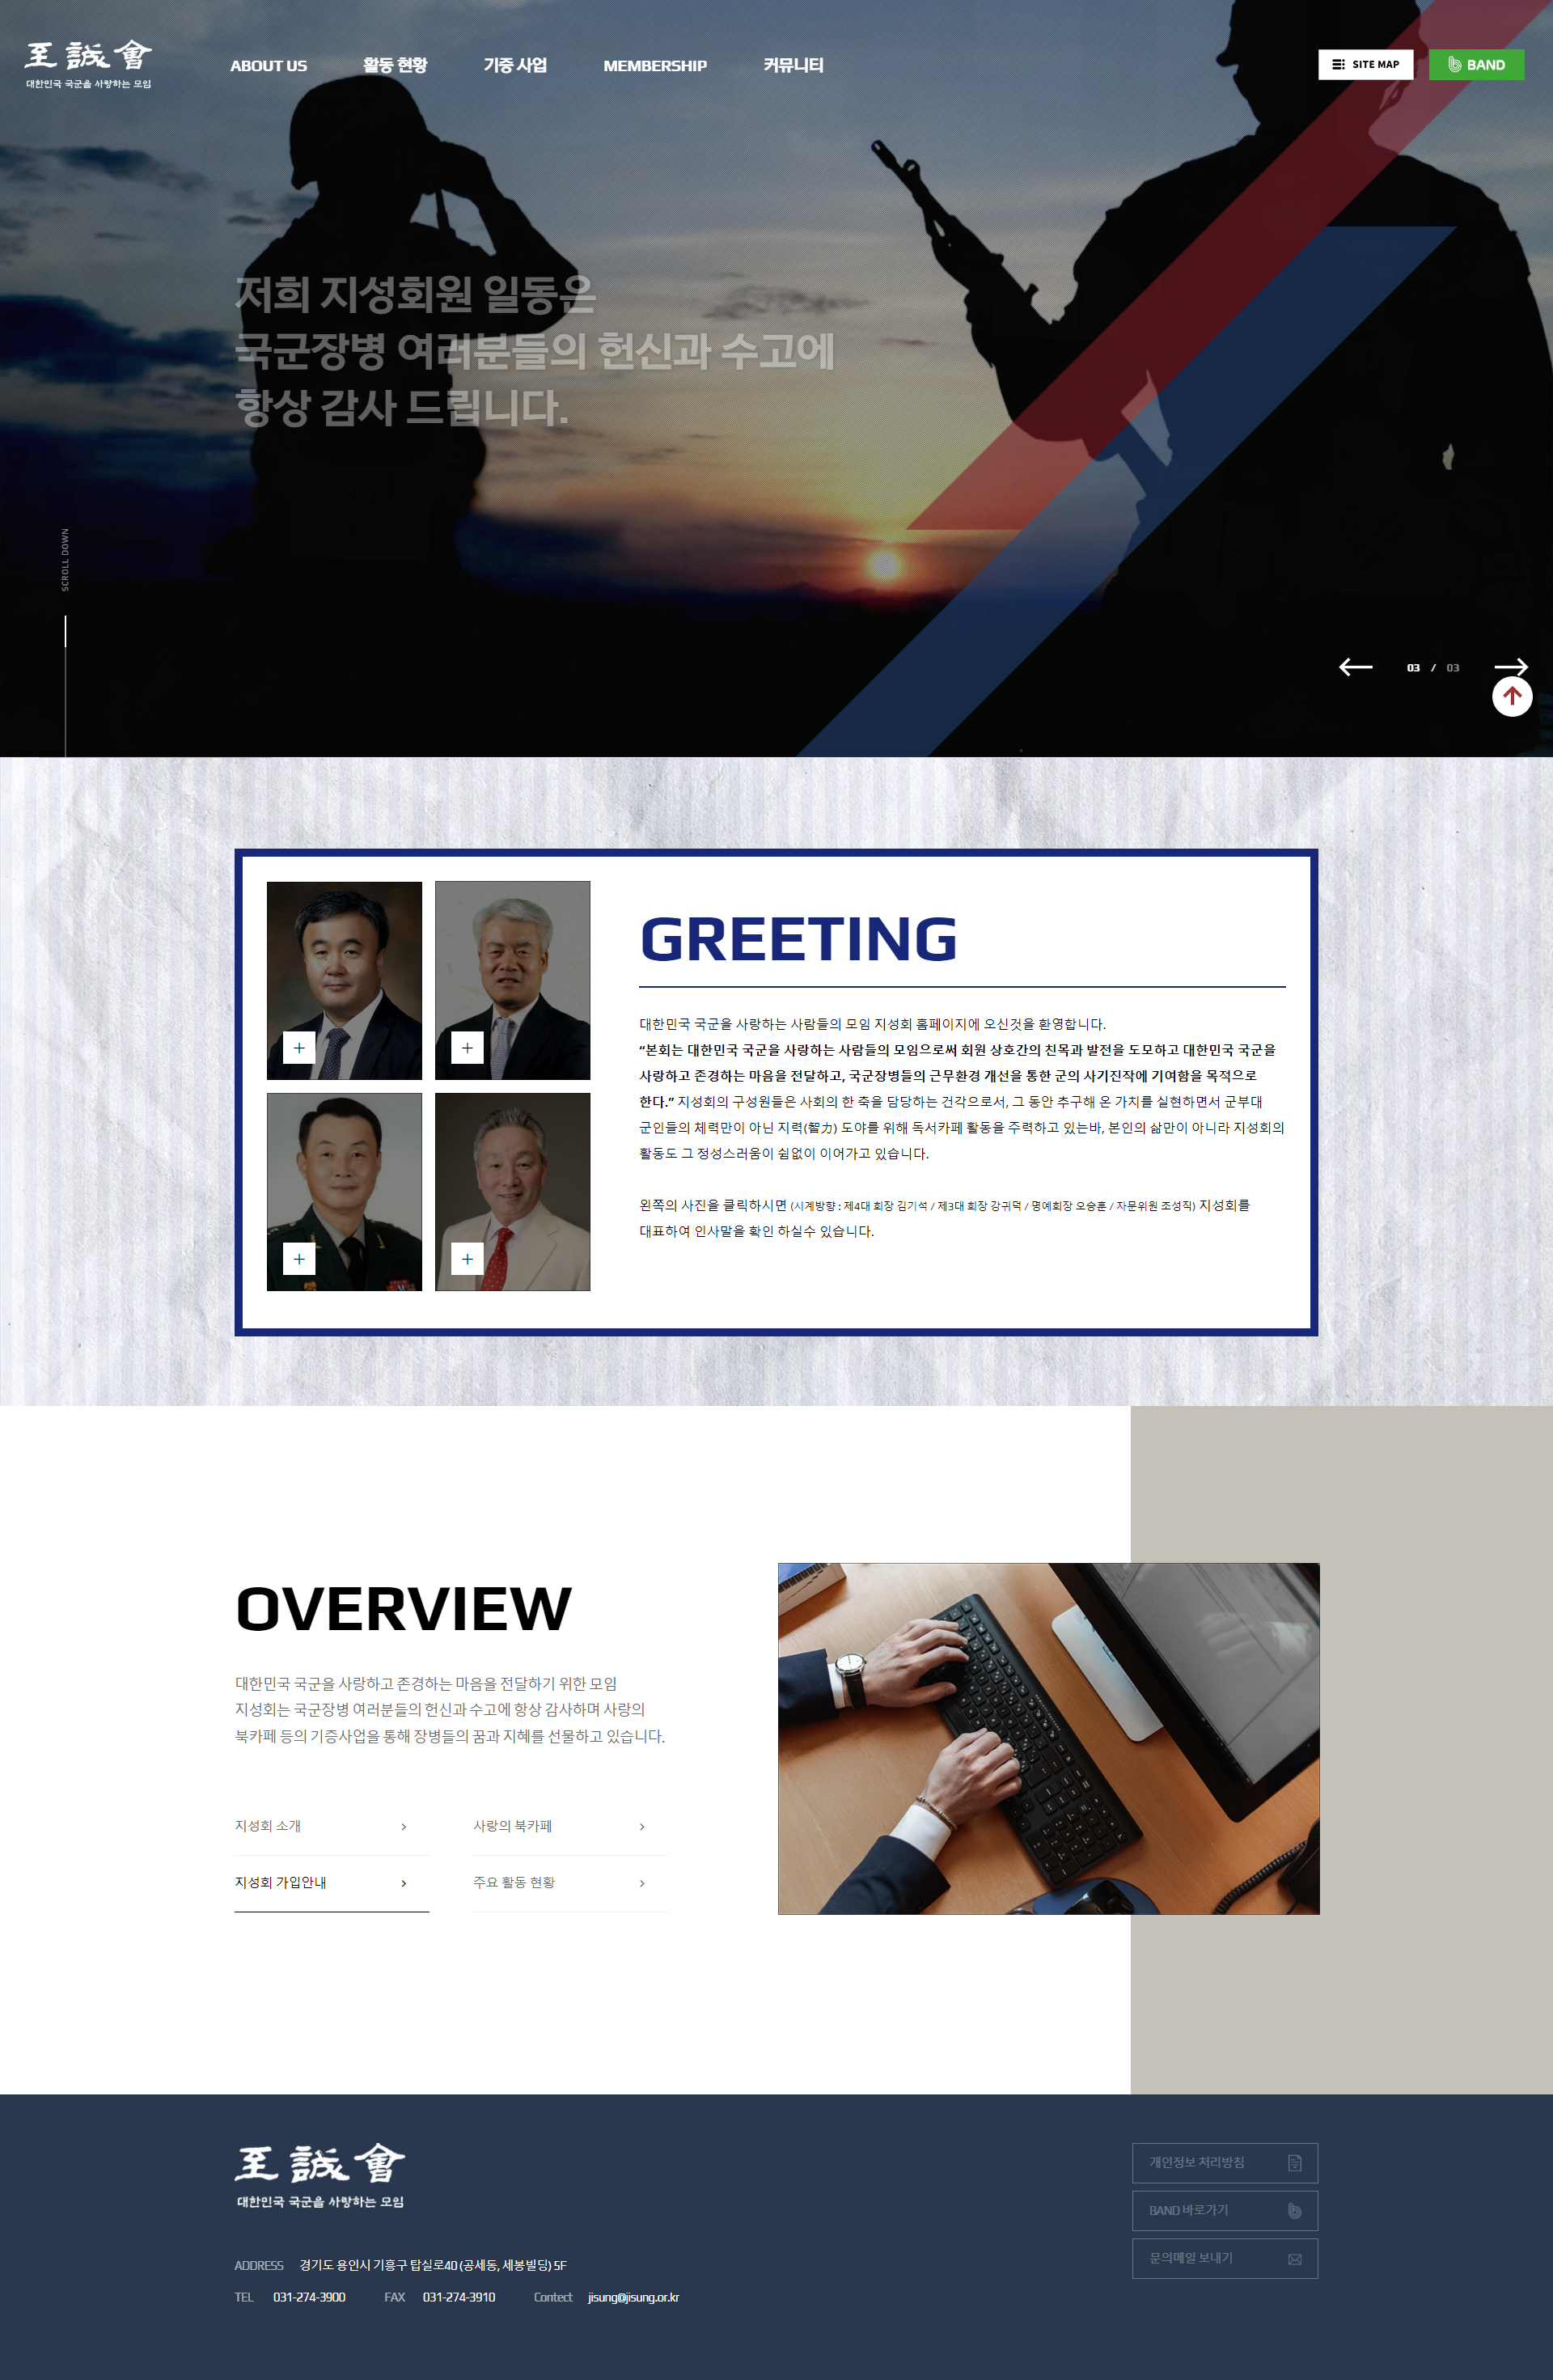 至誠會
대한민국 국군을 사랑하는 모임
ABOUT US
활동 현황
기증 사업
MEMBERSHIP
커뮤니티
SITE MAP
BAND
저희 지성회원 일동은
국군장병 여러분들의 헌신과 수고에
항상 감사 드립니다.
SCROLL DOWN
03 / 03
GREETING
대한민국 국군을 사랑하는 사람들의 모임 지성회 홈페이지에 오신것을 환영합니다.
“본회는 대한민국 국군을 사랑하는 사람들의 모임으로써 회원 상호간의 친목과 발전을 도모하고 대한민국 국군을
사랑하고 존경하는 마음을 전달하고, 국군장병들의 근무환경 개선을 통한 군의 사기진작에 기여함을 목적으로
한다.” 지성회의 구성원들은 사회의 한 축을 담당하는 건각으로서, 그 동안 추구해 온 가치를 실현하면서 군부대
군인들의 체력만이 아닌 지력(智力) 도야를 위해 독서카페 활동을 주력하고 있는바, 본인의 삶만이 아니라 지성회의
활동도 그 정성스러움이 쉼없이 이어가고 있습니다.
왼쪽의 사진을 클릭하시면 (시계방향 : 제4대 회장 김기석 / 제3대 회장 강귀덕 / 명예회장 오승훈 / 자문위원 조성직) 지성회를
대표하여 인사말을 확인 하실수 있습니다.
OVERVIEW
대한민국 국군을 사랑하고 존경하는 마음을 전달하기 위한 모임
지성회는 국군장병 여러분들의 헌신과 수고에 항상 감사하며 사랑의
북카페 등의 기증사업을 통해 장병들의 꿈과 지혜를 선물하고 있습니다.
지성회 소개
사랑의 북카페
지성회 가입안내
주요 활동 현황
至誠會
대한민국 국군을 사랑하는 모임
개인정보 처리방침
BAND 바로가기
문의메일 보내기
ADDRESS 경기도 용인시 기흥구 탑실로40 (공세동, 세봉빌딩) 5F
TEL 031-274-3900 FAX 031-274-3910 Contect jisung@jisung.or.kr